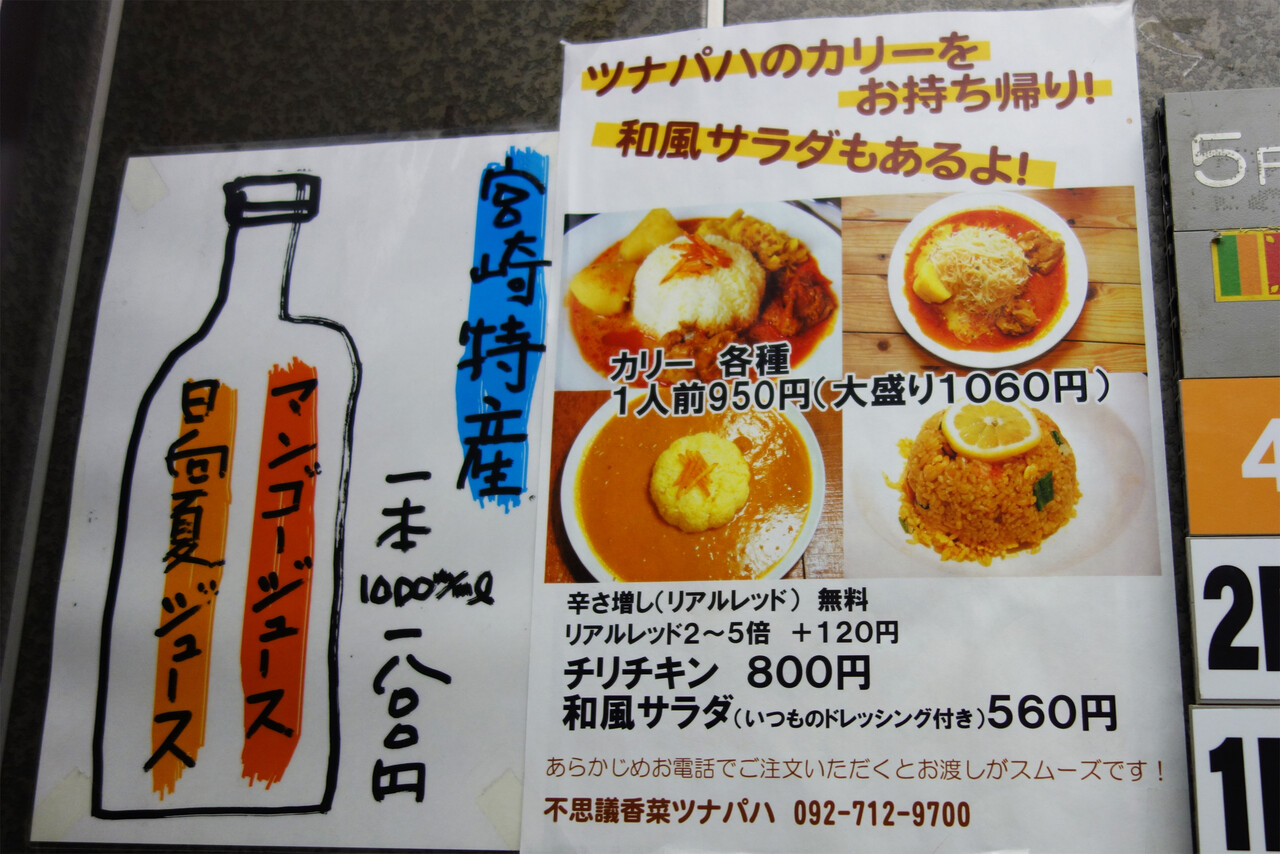 宮崎特産
マンゴージュース
日向夏ジュース
一本
1000m/mℓ
一八〇〇円
ツナパハのカリーを
お持ち帰り!
和風サラダもあるよ!
カリー 各種
1人前950円(大盛り1060円)
辛さ増し(リアルレッド) 無料
リアルレッド2~5倍 +120円
チリチキン 800円
和風サラダ(いつものドレッシング付き)560円
あらかじめお電話でご注文いただくとお渡しがスムーズです!
不思議香菜ツナパハ 092-712-9700
5F
4
2
1